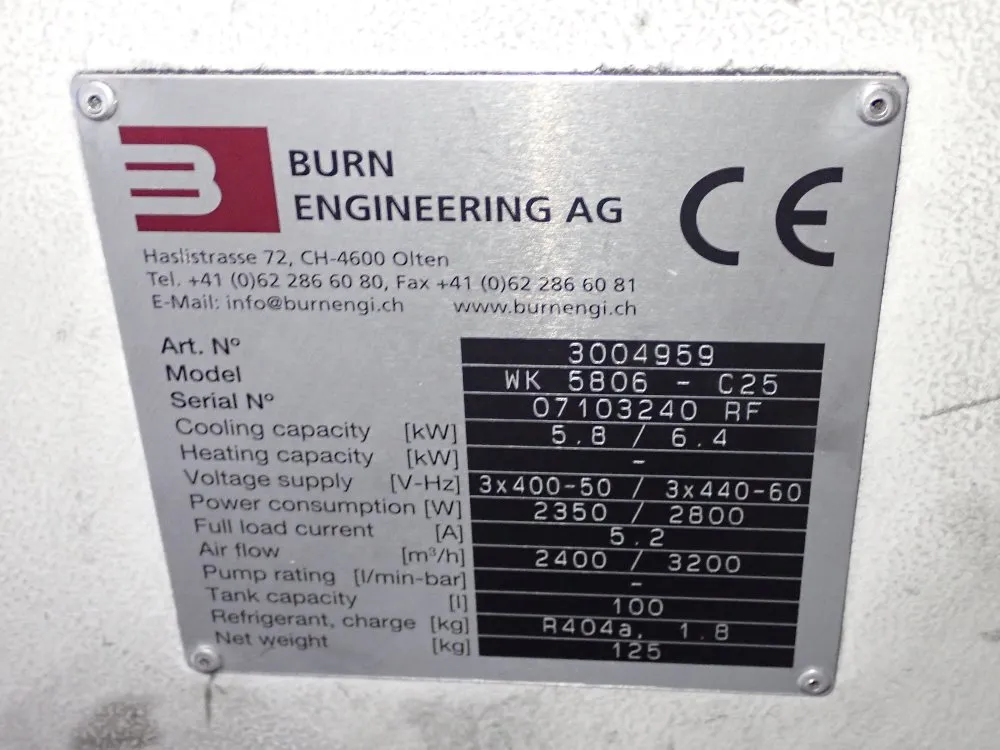 B
BURN
ENGINEERING AG
CE
Haslistrasse 72, CH-4600 Olten
Tel. +41 (0)62 286 60 80, Fax +41 (0)62 286 60 81
E-Mail: info@burnengi.ch www.burnengi.ch
Art. Nº 3004959
Model WK 5806 - C25
Serial Nº 07103240 RF
Cooling capacity [kW] 5.8 / 6.4
Heating capacity [kW] -
Voltage supply [V-Hz] 3x400-50 / 3x440-60
Power consumption [W] 2350 / 2800
Full load current [A] 5.2
Air flow [m³/h] 2400 / 3200
Pump rating [l/min-bar] -
Tank capacity [l] 100
Refrigerant, charge [kg] R404a, 1.8
Net weight [kg] 125